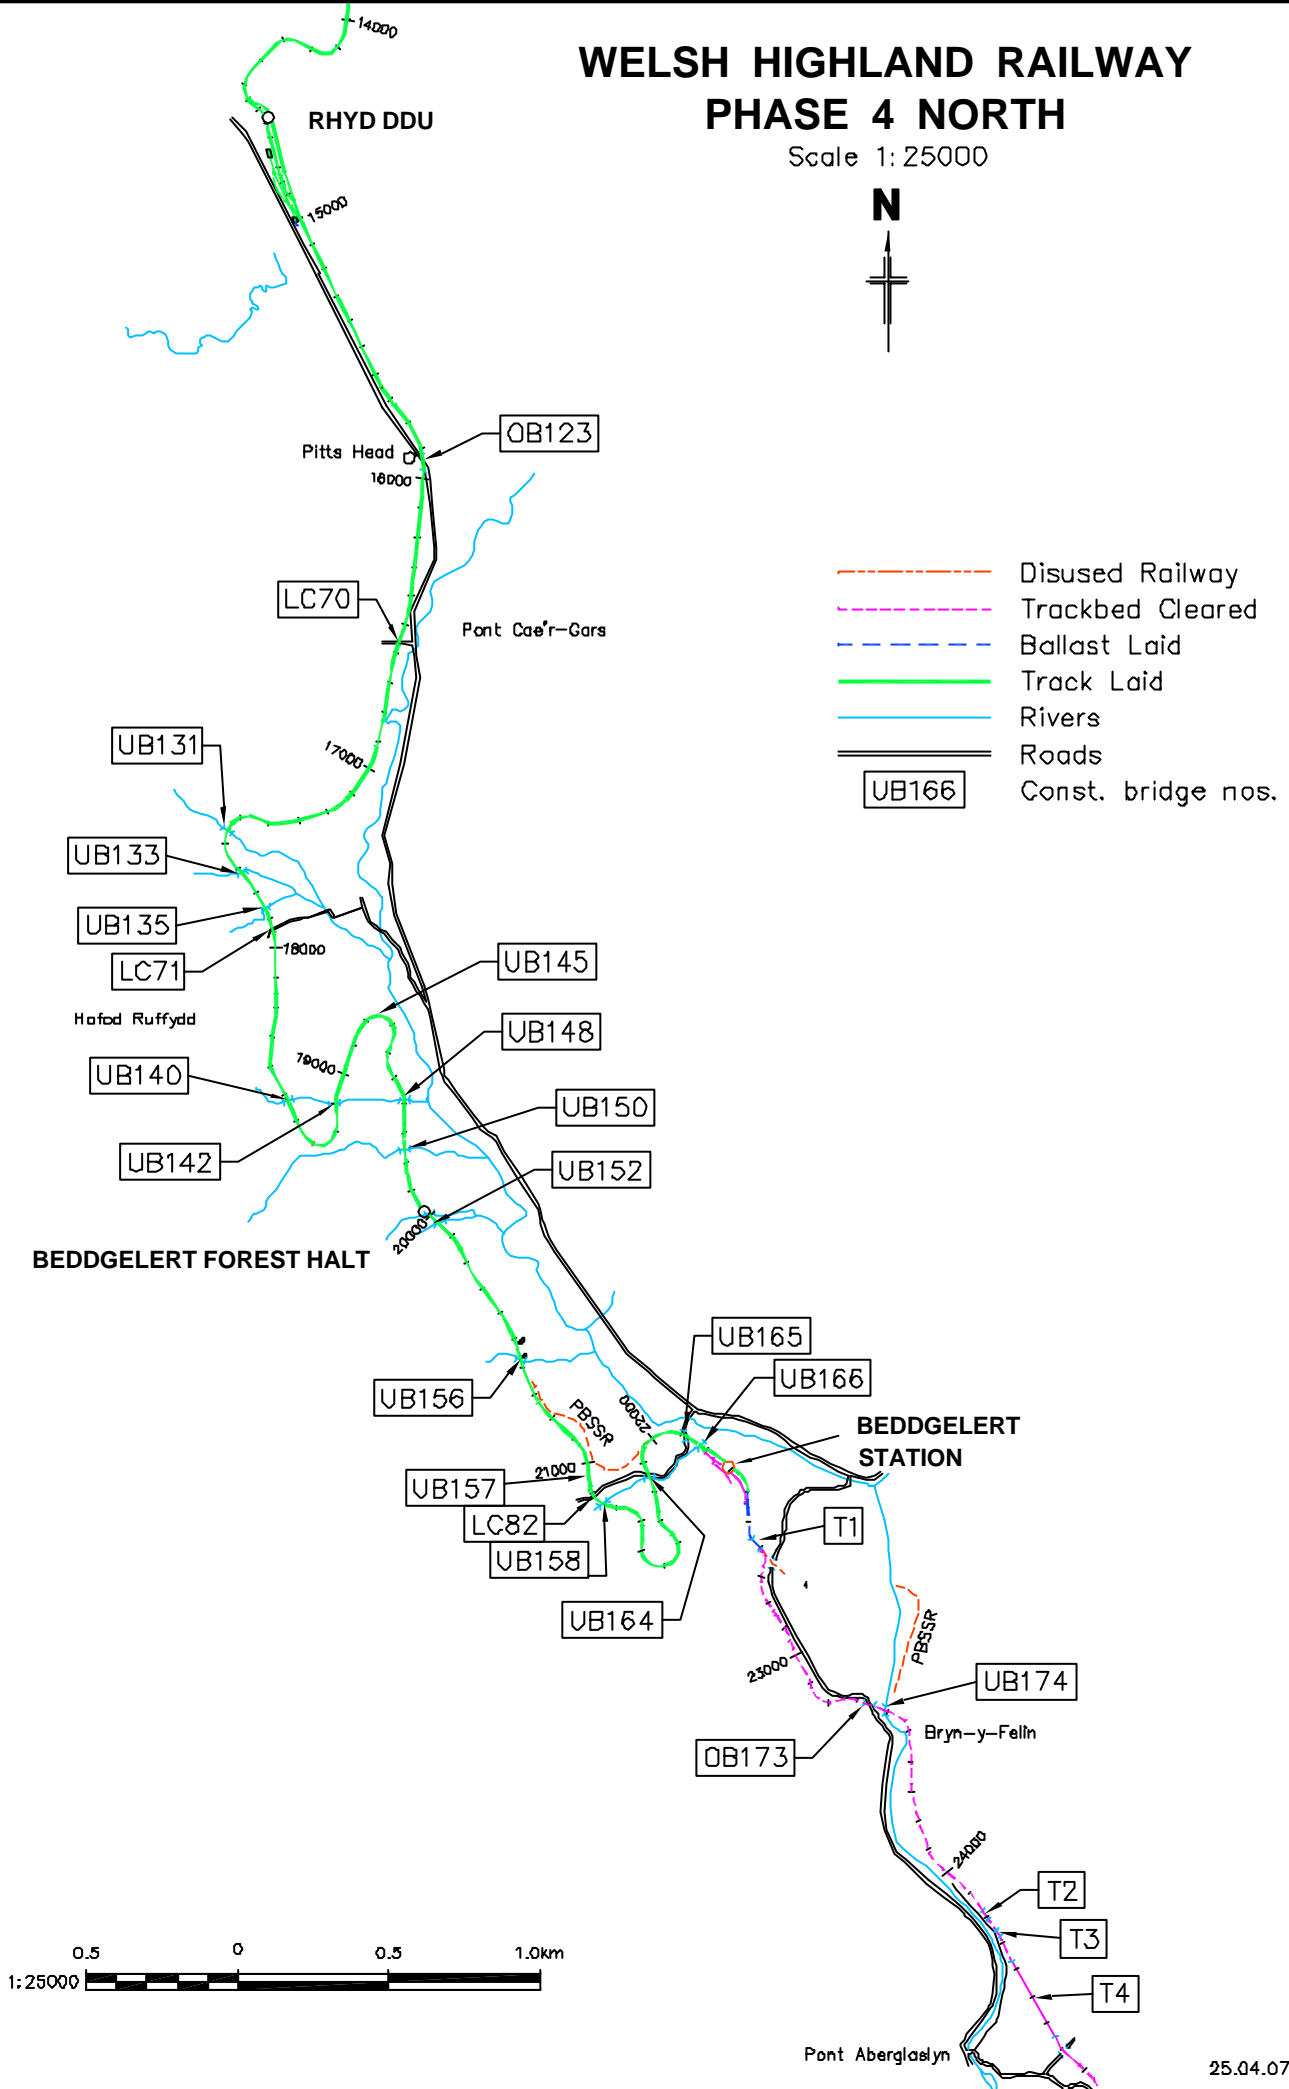 WELSH HIGHLAND RAILWAY
PHASE 4 NORTH
Scale 1:25000
N
14000
RHYD DDU
15000
OB123
Pitts Head
16000
LC70
Pont Cae'r-Gars
Disused Railway
Trackbed Cleared
Ballast Laid
Track Laid
Rivers
Roads
UB166
Const. bridge nos.
UB131
17000
UB133
UB135
18000
LC71
UB145
Hafod Ruffydd
UB148
19000
UB140
UB150
UB142
UB152
20000
BEDDGELERT FOREST HALT
UB165
UB166
UB156
PBSSR
22000
BEDDGELERT
STATION
21000
UB157
LC82
T1
UB158
UB164
PBSSR
23000
UB174
Bryn-y-Felin
OB173
24000
T2
T3
0.5
0
0.5
1.0km
1:25000
T4
Pont Aberglaslyn
25.04.07